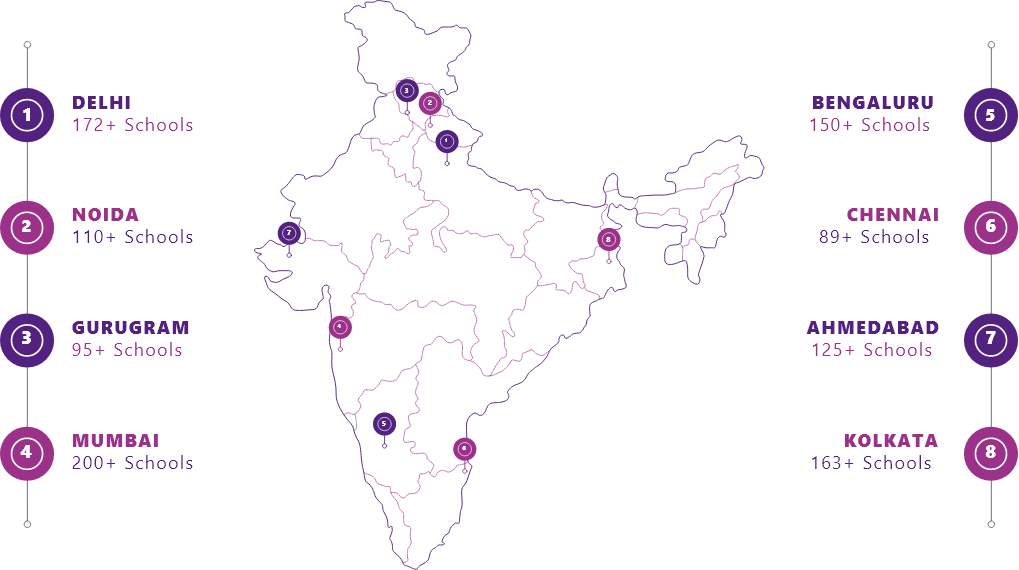 1
DELHI
172+ Schools
2
NOIDA
110+ Schools
3
GURUGRAM
95+ Schools
4
MUMBAI
200+ Schools
3
2
1
7
8
4
5
6
BENGALURU
150+ Schools
5
CHENNAI
89+ Schools
6
AHMEDABAD
125+ Schools
7
KOLKATA
163+ Schools
8